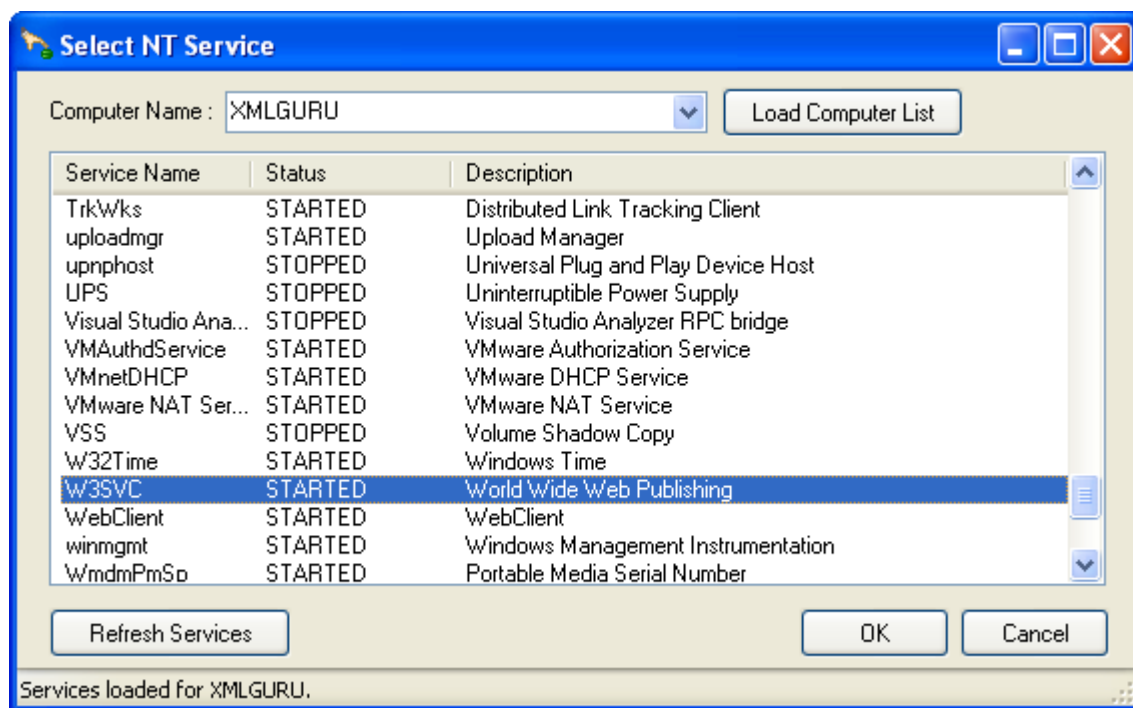 Select NT Service
Computer Name : XMLGURU Load Computer List
Service Name Status Description
TrkWks STARTED Distributed Link Tracking Client
uploadmgr STARTED Upload Manager
upnphost STOPPED Universal Plug and Play Device Host
UPS STOPPED Uninterruptible Power Supply
Visual Studio Ana... STOPPED Visual Studio Analyzer RPC bridge
VMAuthdService STARTED VMware Authorization Service
VMnetDHCP STARTED VMware DHCP Service
VMware NAT Ser... STARTED VMware NAT Service
VSS STOPPED Volume Shadow Copy
W32Time STARTED Windows Time
W3SVC STARTED World Wide Web Publishing
WebClient STARTED WebClient
winmgmt STARTED Windows Management Instrumentation
WmdmPmSp STARTED Portable Media Serial Number
Refresh Services OK Cancel
Services loaded for XMLGURU.